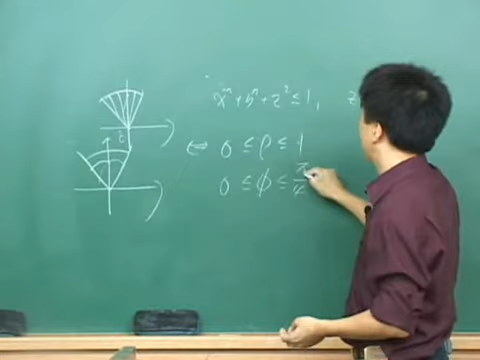 x² + y² + z² ≤ 1, z
⇔ 0 ≤ ρ ≤ 1
0 ≤ φ ≤ π/4
z